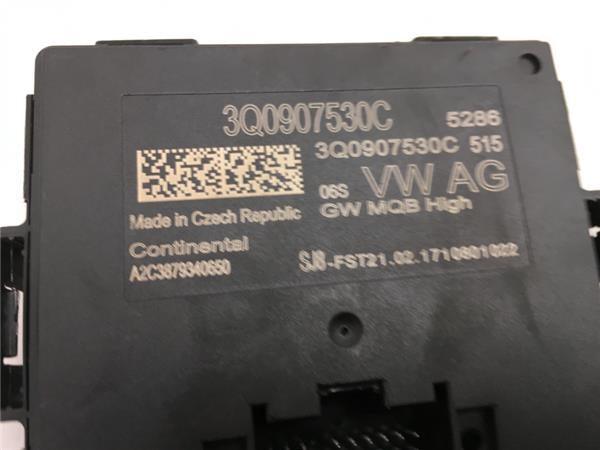 3Q0907530C 5286
3Q0907530C 515
06S VW AG
Made in Czech Republic GW MQB High
Continental
A2C3879340650 SJ8-FST21.02.1710801022